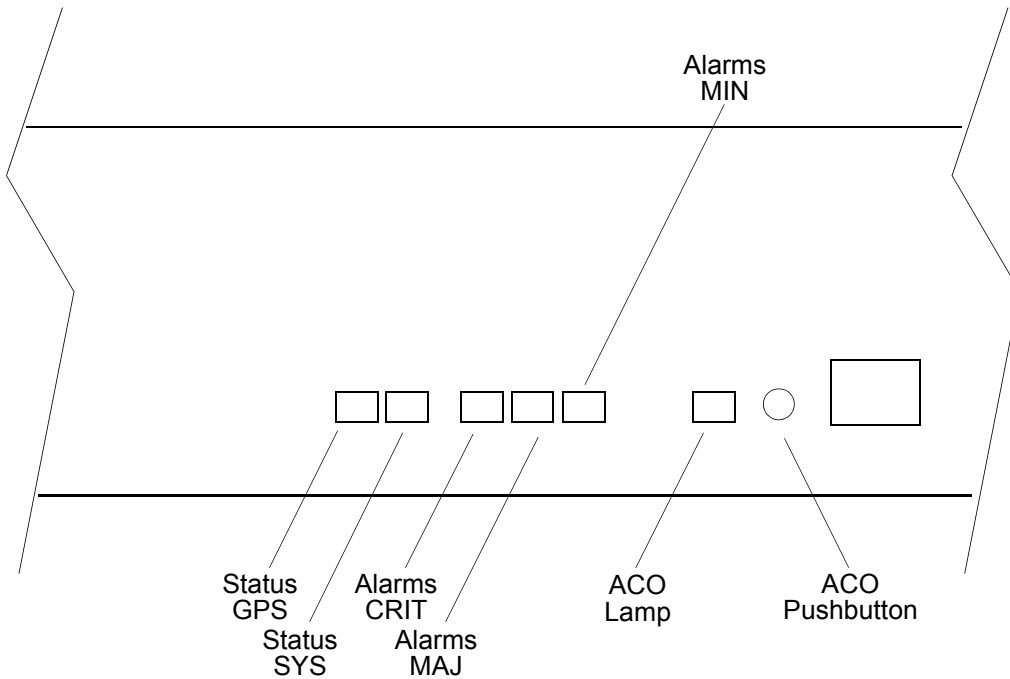 Alarms
MIN
Status
GPS
Status
SYS
Alarms
CRIT
Alarms
MAJ
ACO
Lamp
ACO
Pushbutton